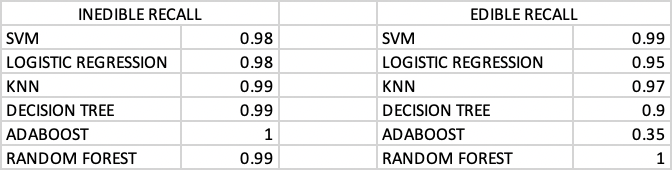 INEDIBLE RECALL EDIBLE RECALL
SVM 0.98 SVM 0.99
LOGISTIC REGRESSION 0.98 LOGISTIC REGRESSION 0.95
KNN 0.99 KNN 0.97
DECISION TREE 0.99 DECISION TREE 0.9
ADABOOST 1 ADABOOST 0.35
RANDOM FOREST 0.99 RANDOM FOREST 1